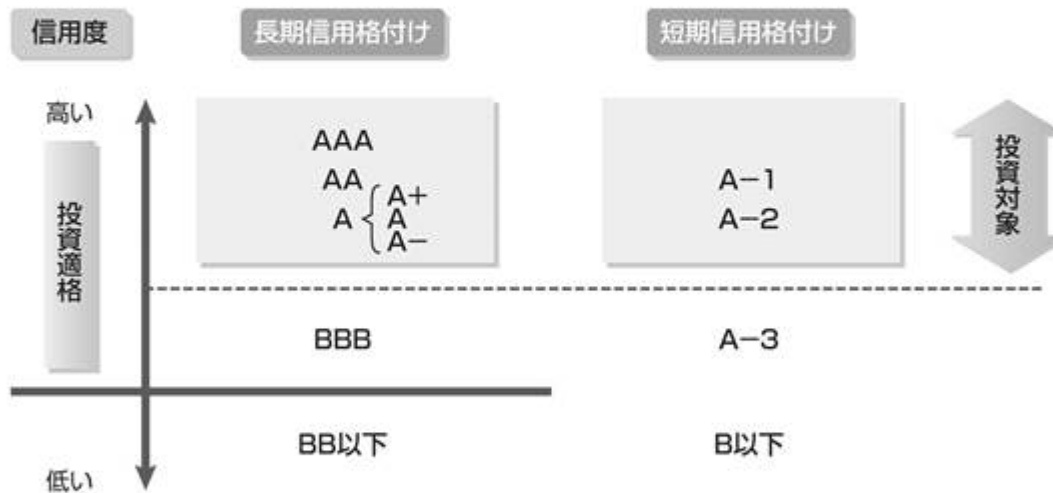 信用度
長期信用格付け
短期信用格付け
高い
投資適格
AAA
AA
A
A+
A
A−
A−1
A−2
投資対象
BBB
A−3
BB以下
B以下
低い